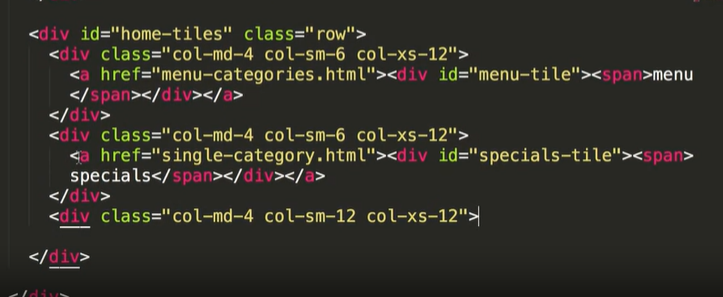 <div id="home-tiles" class="row">
<div class="col-md-4 col-sm-6 col-xs-12">
<a href="menu-categories.html"><div id="menu-tile"><span>menu
</span></div></a>
</div>
<div class="col-md-4 col-sm-6 col-xs-12">
<a href="single-category.html"><div id="specials-tile"><span>
specials</span></div></a>
</div>
<div class="col-md-4 col-sm-12 col-xs-12">
</div>
</div>